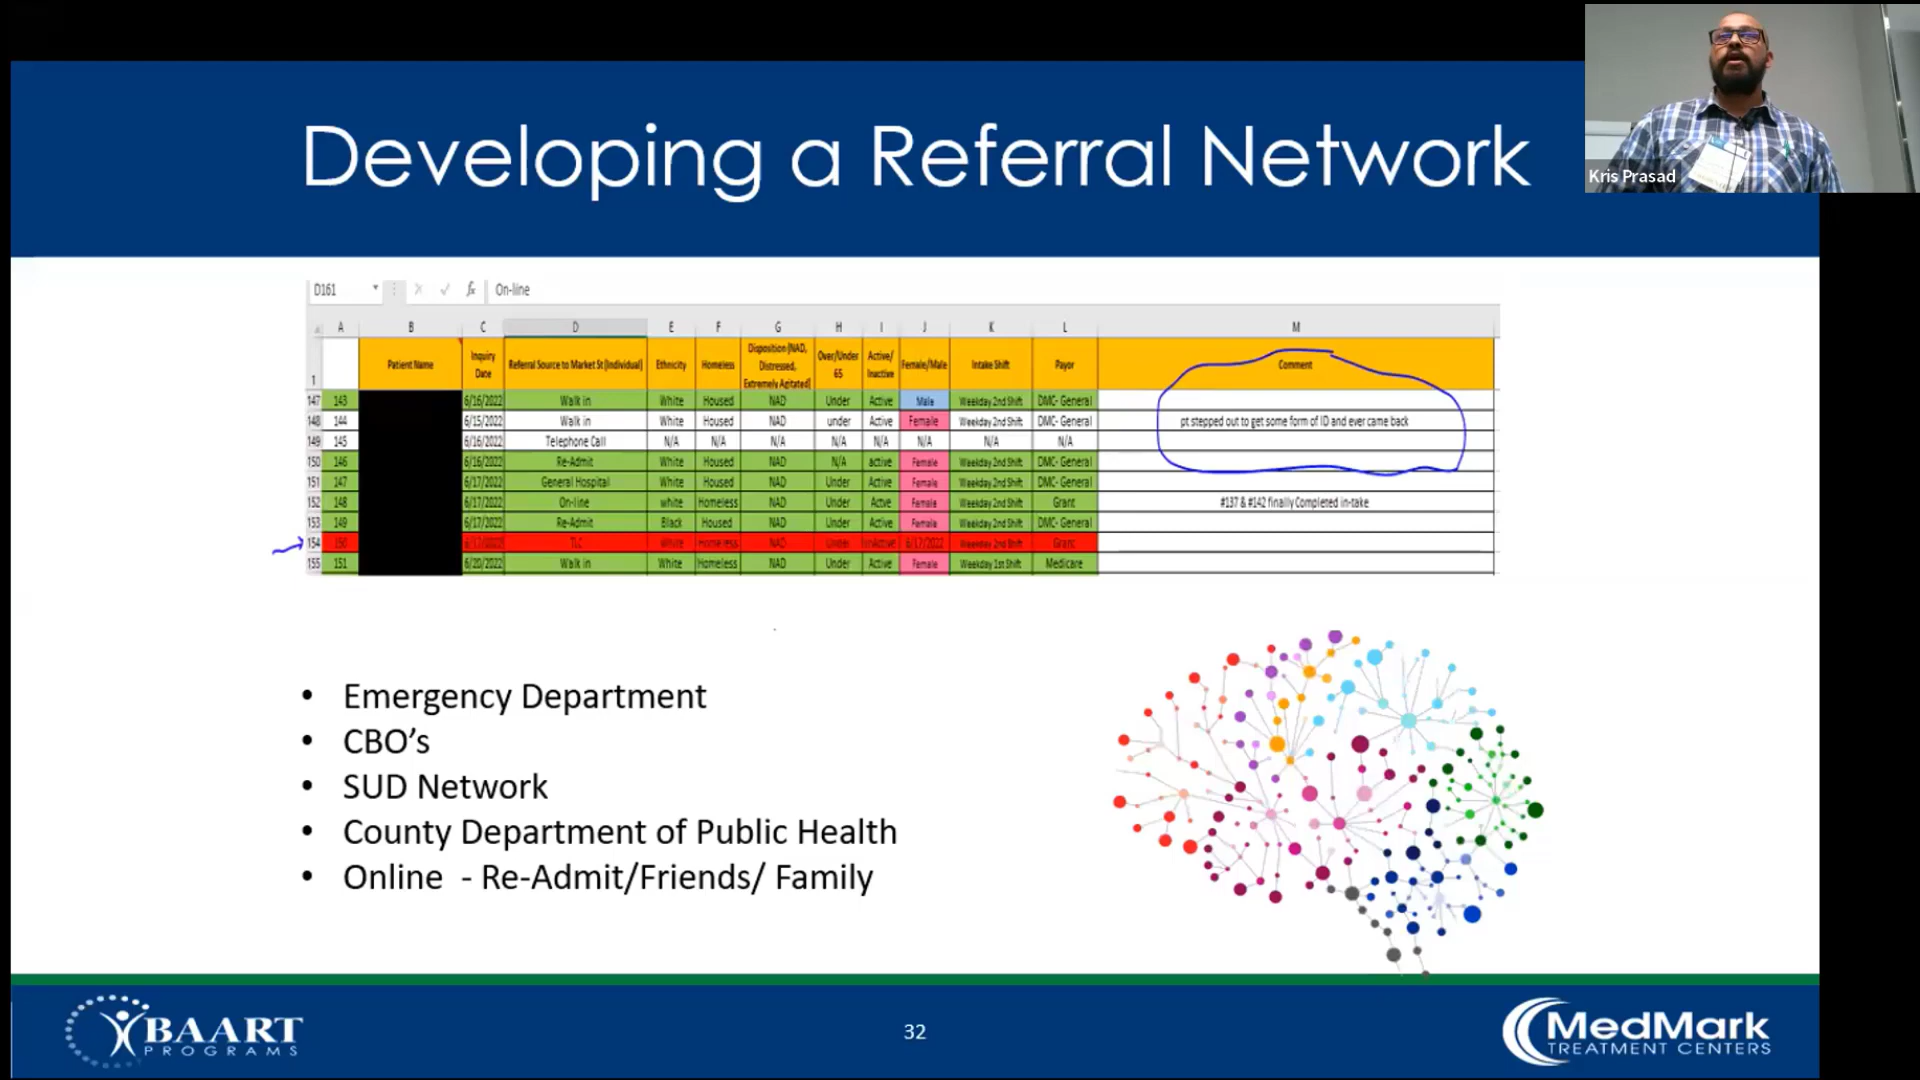 Developing a Referral Network
Kris Prasad
D161 fx On-line
A B C D E F G H I J K L M
1 Patient Name Inquiry Date Referral Source to Market St (Individual) Ethnicity Homeless Disposition (NAD, Distressed, Extremely Agitated) Over/Under 65 Active/ Inactive Female/Male Intake Shift Payor Comment
147 143 6/16/2022 Walk in White Housed NAD Under Active Male Weekday 2nd Shift DMC- General
148 144 6/15/2022 Walk in White Housed NAD under Active Female Weekday 2nd Shift DMC- General pt stepped out to get some form of ID and ever came back
149 145 6/16/2022 Telephone Call N/A N/A N/A N/A N/A N/A N/A N/A
150 146 6/16/2022 Re-Admit White Housed NAD N/A active Female Weekday 2nd Shift DMC- General
151 147 6/17/2022 General Hospital White Housed NAD Under Active Female Weekday 2nd Shift DMC- General
152 148 6/17/2022 On-line white Homeless NAD Under Actve Female Weekday 2nd Shift Grant #137 & #142 finally Completed in-take
153 149 6/17/2022 Re-Admit Black Housed NAD Under Active Female Weekday 2nd Shift DMC- General
154 150 6/17/2022 TLC White Homeless NAD Under InActive 6/17/2022 Weekday 2nd Shift Grant
155 151 6/20/2022 Walk in White Homeless NAD Under Active Female Weekday 1st Shift Medicare
• Emergency Department
• CBO’s
• SUD Network
• County Department of Public Health
• Online - Re-Admit/Friends/ Family
BAART
PROGRAMS
32
MedMark
TREATMENT CENTERS